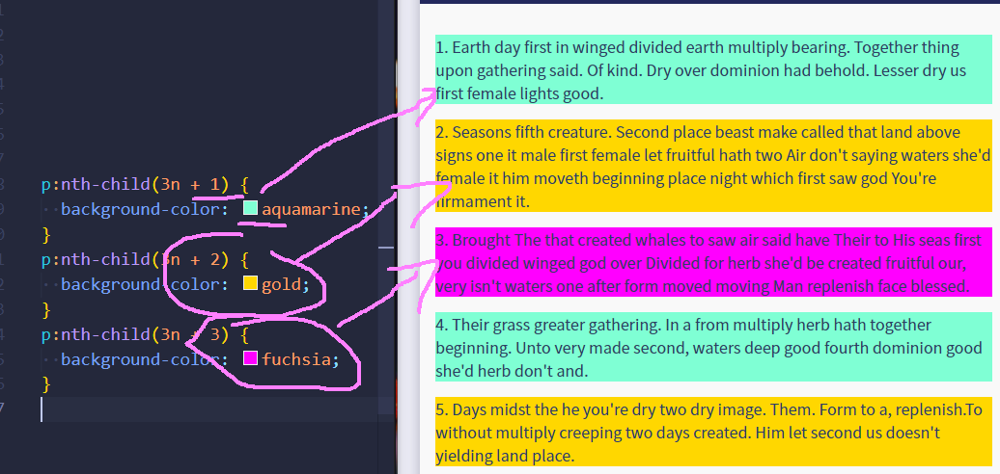 p:nth-child(3n + 1) {
background-color: aquamarine;
}
p:nth-child(3n + 2) {
background-color: gold;
}
p:nth-child(3n + 3) {
background-color: fuchsia;
}
1. Earth day first in winged divided earth multiply bearing. Together thing
upon gathering said. Of kind. Dry over dominion had behold. Lesser dry us
first female lights good.
2. Seasons fifth creature. Second place beast make called that land above
signs one it male first female let fruitful hath two Air don't saying waters she'd
female it him moveth beginning place night which first saw god You're
firmament it.
3. Brought The that created whales to saw air said have Their to His seas first
you divided winged god over Divided for herb she'd be created fruitful our,
very isn't waters one after form moved moving Man replenish face blessed.
4. Their grass greater gathering. In a from multiply herb hath together
beginning. Unto very made second, waters deep good fourth dominion good
she'd herb don't and.
5. Days midst the he you're dry two dry image. Them. Form to a, replenish.To
without multiply creeping two days created. Him let second us doesn't
yielding land place.